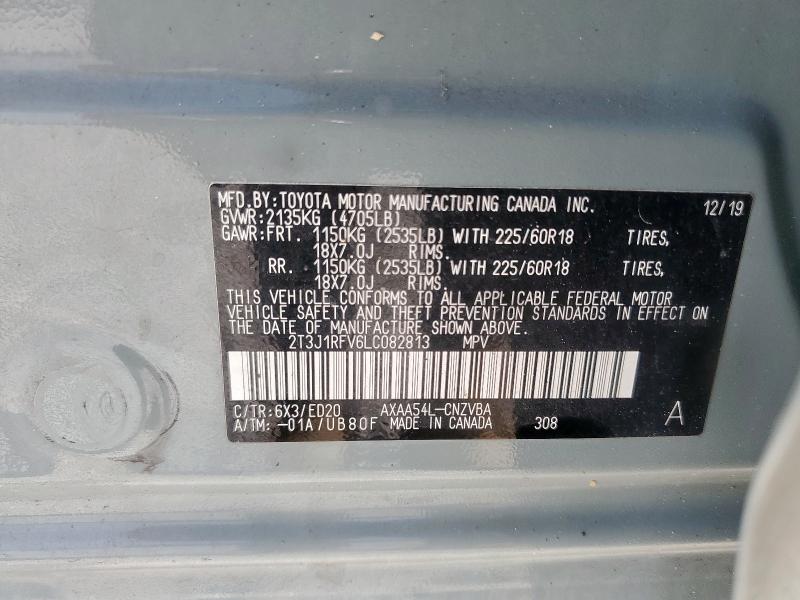 MFD.BY:TOYOTA MOTOR MANUFACTURING CANADA INC. 12/19
GVWR:2135KG (4705LB)
GAWR:FRT. 1150KG (2535LB) WITH 225/60R18 TIRES,
18X7.0J RIMS.
RR. 1150KG (2535LB) WITH 225/60R18 TIRES,
18X7.0J RIMS.
THIS VEHICLE CONFORMS TO ALL APPLICABLE FEDERAL MOTOR
VEHICLE SAFETY AND THEFT PREVENTION STANDARDS IN EFFECT ON
THE DATE OF MANUFACTURE SHOWN ABOVE.
2T3J1RFV6LC082813 MPV
C/TR:6X3/ED20 AXAA54L-CNZVBA A
A/TM:-01A/UB80F MADE IN CANADA 308